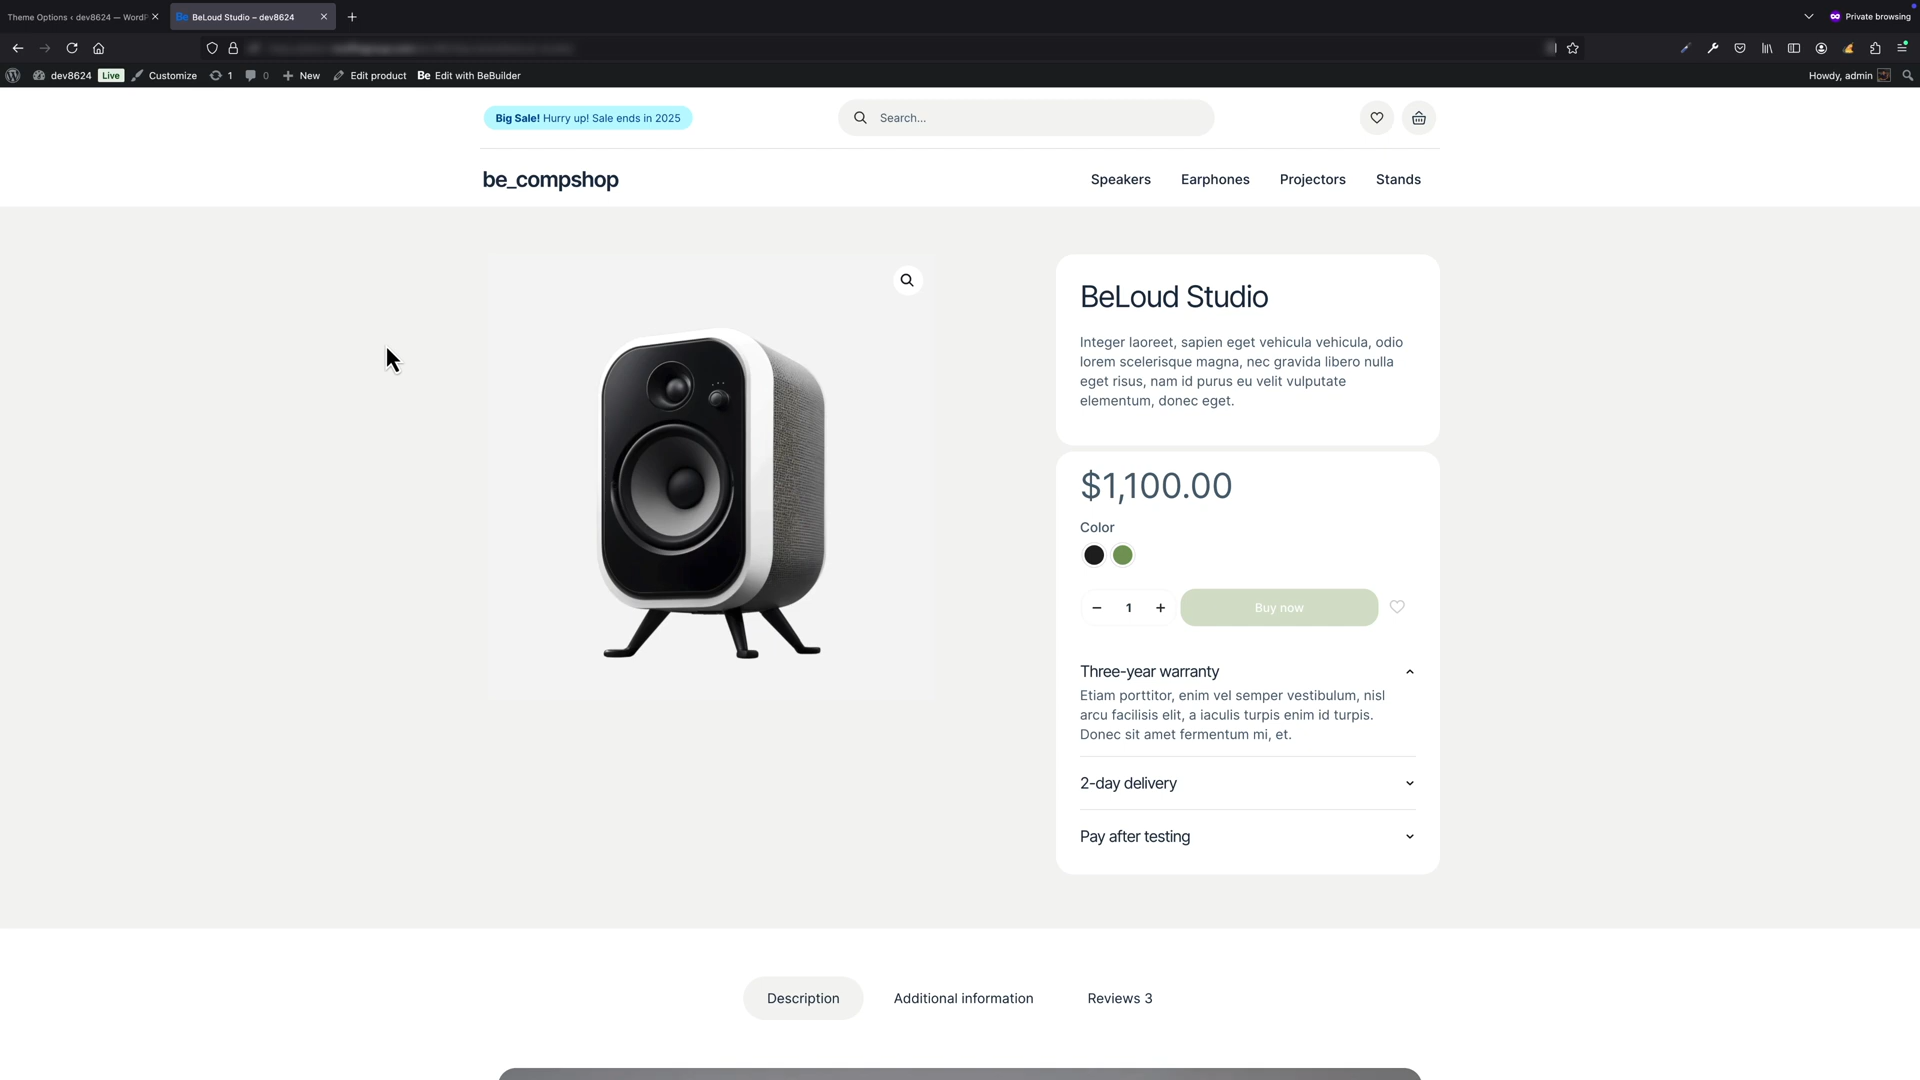 Theme Options ‹ dev8624 — WordP
Be BeLoud Studio – dev8624
Private browsing
dev8624 Live Customize 1 0 New Edit product Be Edit with BeBuilder
Howdy, admin
Big Sale! Hurry up! Sale ends in 2025
Search...
be_compshop
Speakers Earphones Projectors Stands
BeLoud Studio
Integer laoreet, sapien eget vehicula vehicula, odio
lorem scelerisque magna, nec gravida libero nulla
eget risus, nam id purus eu velit vulputate
elementum, donec eget.
$1,100.00
Color
− 1 + Buy now
Three-year warranty
Etiam porttitor, enim vel semper vestibulum, nisl
arcu facilisis elit, a iaculis turpis enim id turpis.
Donec sit amet fermentum mi, et.
2-day delivery
Pay after testing
Description Additional information Reviews 3